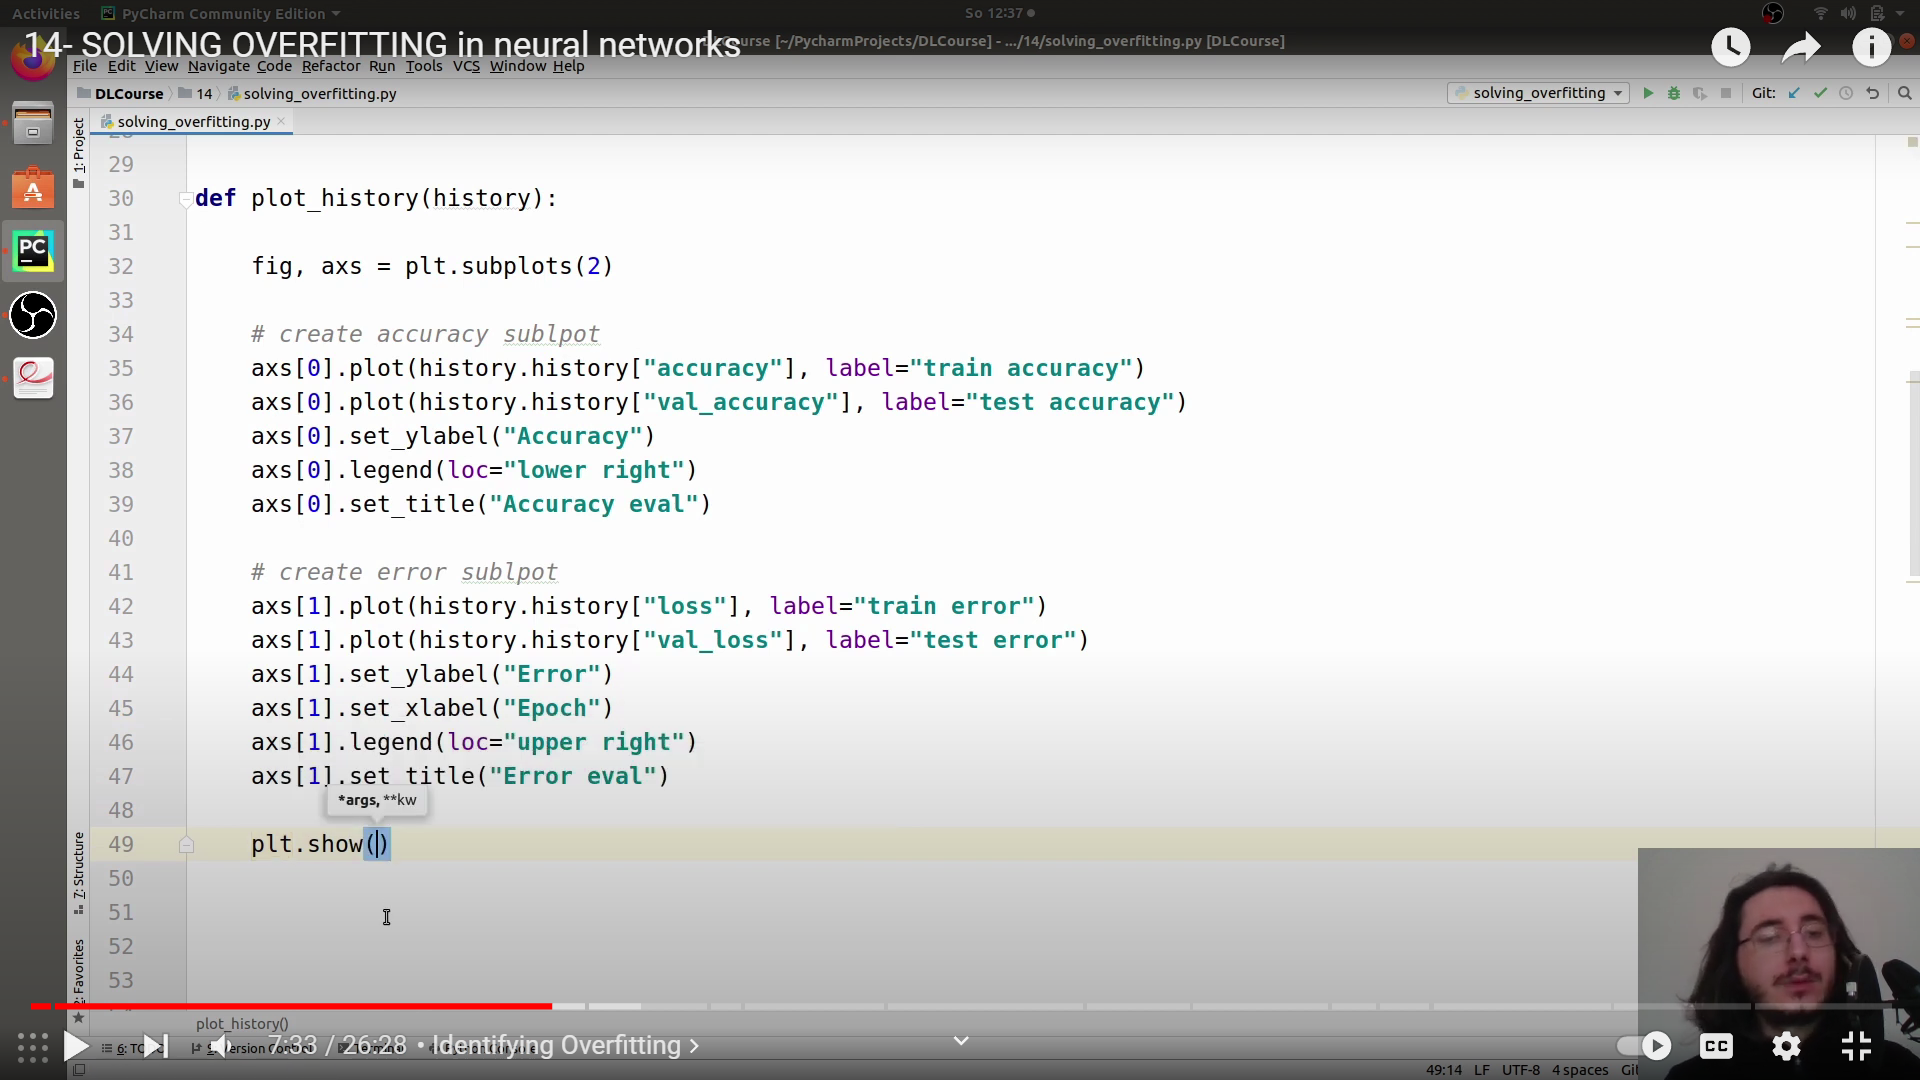 Activities PyCharm Community Edition So 12:37
14- SOLVING OVERFITTING in neural networks
Course [~/PycharmProjects/DLCourse] - .../14/solving_overfitting.py [DLCourse]
File Edit View Navigate Code Refactor Run Tools VCS Window Help
DLCourse 14 solving_overfitting.py solving_overfitting Git:
solving_overfitting.py
1: Project
29
30 def plot_history(history):
31
32 fig, axs = plt.subplots(2)
33
34 # create accuracy sublpot
35 axs[0].plot(history.history["accuracy"], label="train accuracy")
36 axs[0].plot(history.history["val_accuracy"], label="test accuracy")
37 axs[0].set_ylabel("Accuracy")
38 axs[0].legend(loc="lower right")
39 axs[0].set_title("Accuracy eval")
40
41 # create error sublpot
42 axs[1].plot(history.history["loss"], label="train error")
43 axs[1].plot(history.history["val_loss"], label="test error")
44 axs[1].set_ylabel("Error")
45 axs[1].set_xlabel("Epoch")
46 axs[1].legend(loc="upper right")
47 axs[1].set_title("Error eval")
*args, **kw
48
49 plt.show()
50
51
52
53
7: Structure
2: Favorites
PC
plot_history()
7:33 / 26:28 • Identifying Overfitting
CC
6: TODO Version Control Terminal
49:14 LF UTF-8 4 spaces Git